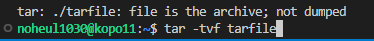 tar: ./tarfile: file is the archive; not dumped
noheul1030@kopo11:~$ tar -tvf tarfile